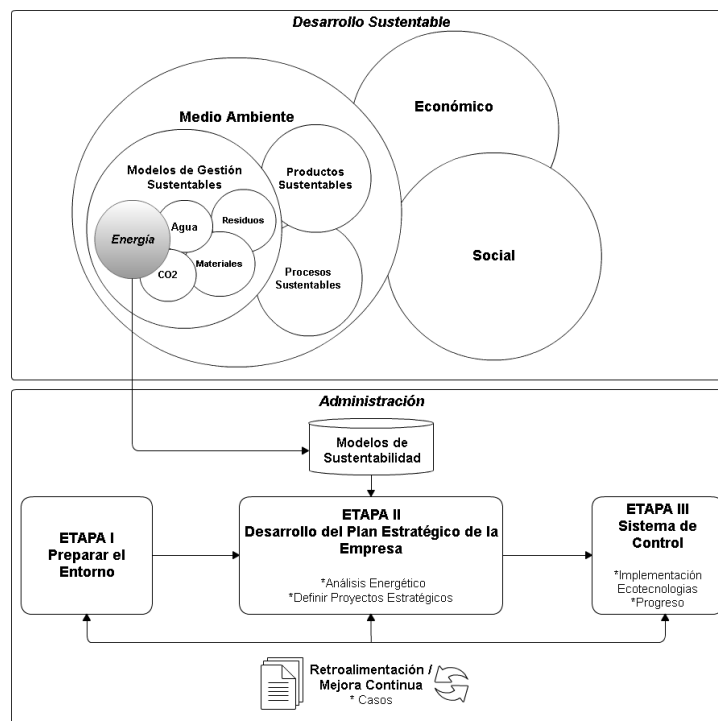 Desarrollo Sustentable
Económico
Medio Ambiente
Modelos de Gestión
Sustentables
Productos
Sustentables
Energía
Agua
Residuos
Materiales
CO2
Procesos
Sustentables
Social
Administración
Modelos de
Sustentabilidad
ETAPA I
Preparar el
Entorno
ETAPA II
Desarrollo del Plan Estratégico de la
Empresa
*Análisis Energético
*Definir Proyectos Estratégicos
ETAPA III
Sistema de
Control
*Implementación
Ecotecnologias
*Progreso
Retroalimentación /
Mejora Continua
* Casos